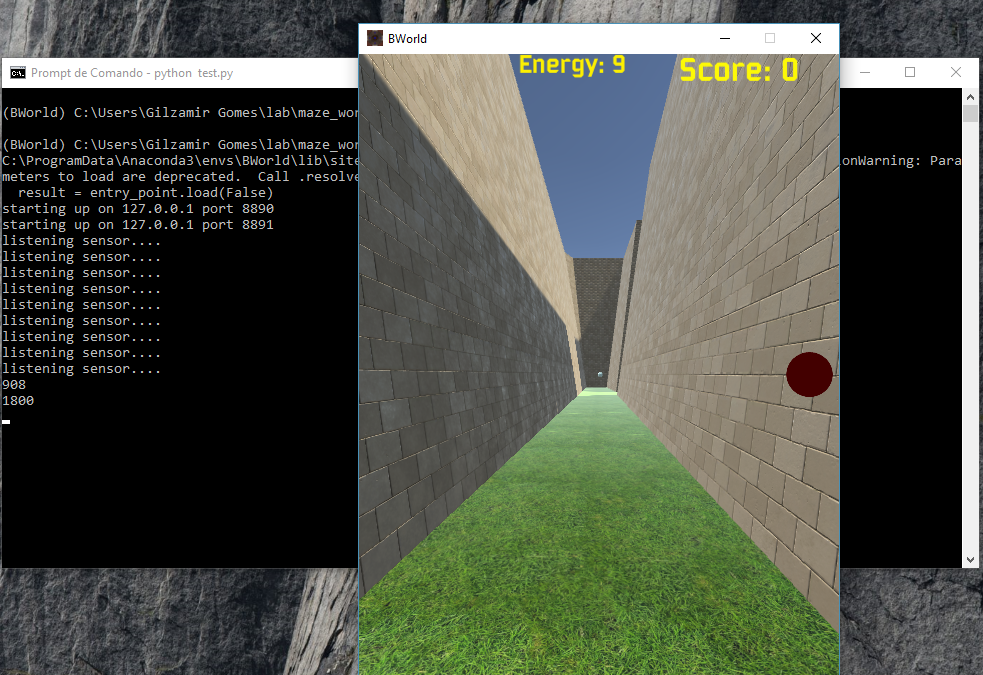 BWorld
Energy: 9
Score: 0
Prompt de Comando - python test.py
(BWorld) C:\Users\Gilzamir Gomes\lab\maze_wor
(BWorld) C:\Users\Gilzamir Gomes\lab\maze_wor
C:\ProgramData\Anaconda3\envs\BWorld\lib\site onWarning: Para
meters to load are deprecated.  Call .resolve
  result = entry_point.load(False)
starting up on 127.0.0.1 port 8890
starting up on 127.0.0.1 port 8891
listening sensor....
listening sensor....
listening sensor....
listening sensor....
listening sensor....
listening sensor....
listening sensor....
listening sensor....
listening sensor....
908
1800